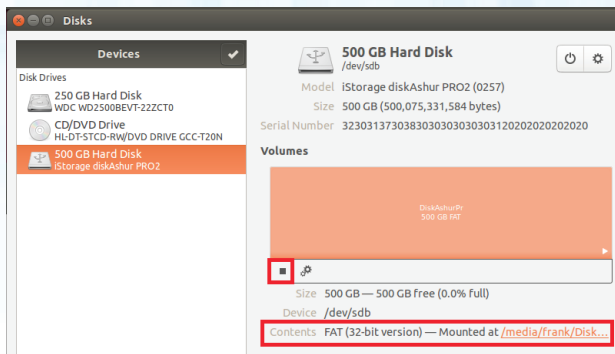 Disks
Devices
Disk Drives
250 GB Hard Disk
WDC WD2500BEVT-22ZCT0
CD/DVD Drive
HL-DT-STCD-RW/DVD DRIVE GCC-T20N
500 GB Hard Disk
iStorage diskAshur PRO2
500 GB Hard Disk
/dev/sdb
Model iStorage diskAshur PRO2 (0257)
Size 500 GB (500,075,331,584 bytes)
Serial Number 32303137303830303030303031202020202020
Volumes
DiskAshurPr
500 GB FAT
Size 500 GB — 500 GB free (0.0% full)
Device /dev/sdb
Contents FAT (32-bit version) — Mounted at /media/frank/Disk...